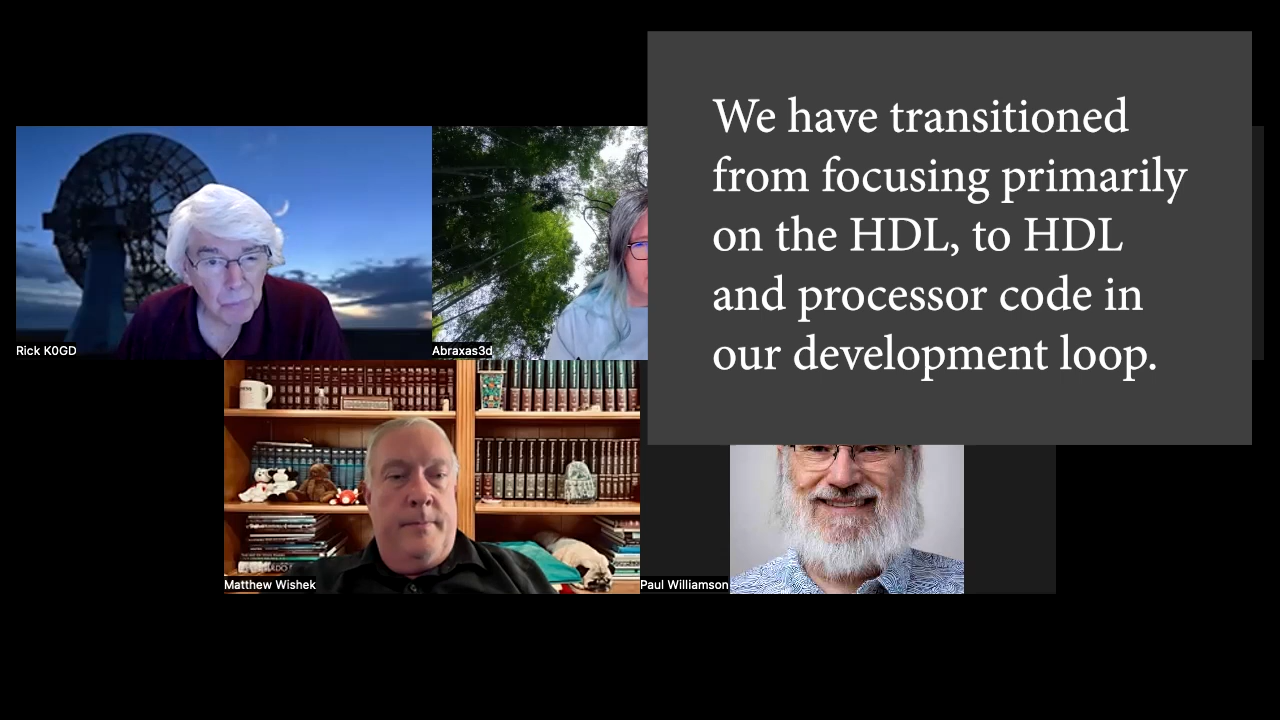 We have transitioned
from focusing primarily
on the HDL, to HDL
and processor code in
our development loop.
Rick K0GD
Abraxas3d
Matthew Wishek
Paul Williamson